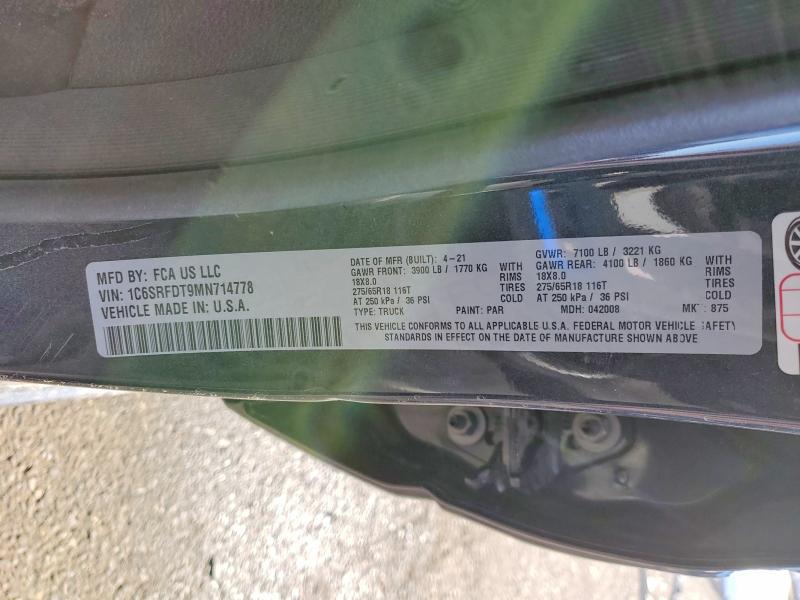 MFD BY: FCA US LLC
VIN: 1C6SRFDT9MN714778
VEHICLE MADE IN U.S.A.
DATE OF MFR (BUILT): 4-21
GAWR FRONT: 3900 LB / 1770 KG WITH
18X8.0 RIMS
275/65R18 116T TIRES
AT 250 kPa / 36 PSI COLD
TYPE: TRUCK PAINT: PAR
GVWR: 7100 LB / 3221 KG
GAWR REAR: 4100 LB / 1860 KG WITH
18X8.0 RIMS
275/65R18 116T TIRES
AT 250 kPa / 36 PSI COLD
MDH: 042008 875
THIS VEHICLE CONFORMS TO ALL APPLICABLE U.S.A. FEDERAL MOTOR VEHICLE SAFETY
STANDARDS IN EFFECT ON THE DATE OF MANUFACTURE SHOWN ABOVE